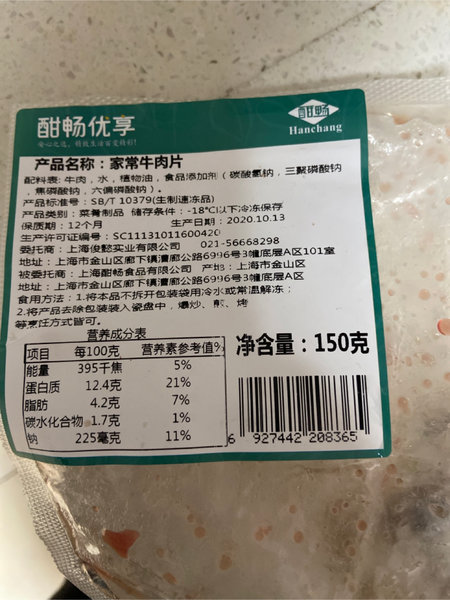 酣畅优享
安心之选，精致生活百变精彩！
酣畅
Hanchang
产品名称：家常牛肉片
配料表: 牛肉，水，植物油，食品添加剂（碳酸氢钠，三聚磷酸钠，
焦磷酸钠，六偏磷酸钠）。
产品标准号：SB/T 10379(生制速冻品)
产品类别：菜肴制品 储存条件：-18°C以下冷冻保存
保质期：12个月 生产日期：2020.10.13
生产许可证编号：SC11131011600420
委托商：上海俊懿实业有限公司 021-56668298
地址：上海市金山区廊下镇漕廊公路6996号3幢底层A区101室
被委托商：上海酣畅食品有限公司 产地：上海市金山区
地址：上海市金山区廊下镇漕廊公路6996号3幢底层A区
食用方法：1.将本品不拆开包装袋用冷水或常温解冻；
2.将产品去除包装装入瓷盘中，爆炒、煎、烤
等烹饪方式皆可。
营养成分表
项目 每100克 营养素参考值%
能量 395千焦 5%
蛋白质 12.4克 21%
脂肪 4.2克 7%
碳水化合物 1.7克 1%
钠 225毫克 11%
净含量：150克
6 927442 208365